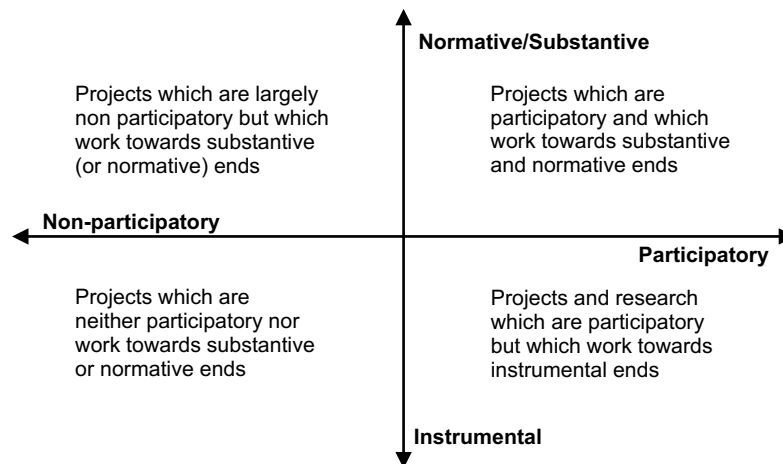 Normative/Substantive
Projects which are largely
non participatory but which
work towards substantive
(or normative) ends
Projects which are
participatory and which
work towards substantive
and normative ends
Non-participatory
Participatory
Projects which are
neither participatory nor
work towards substantive
or normative ends
Projects and research
which are participatory
but which work towards
instrumental ends
Instrumental